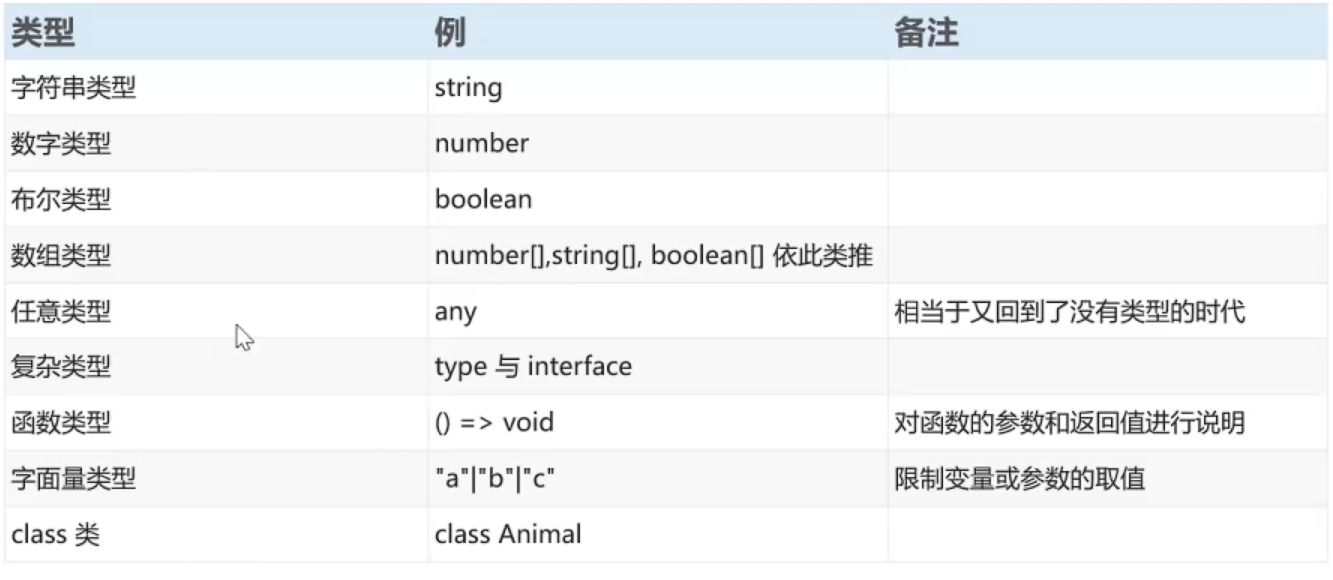 类型 例 备注
字符串类型 string
数字类型 number
布尔类型 boolean
数组类型 number[],string[], boolean[] 依此类推
任意类型 any 相当于又回到了没有类型的时代
复杂类型 type 与 interface
函数类型 () => void 对函数的参数和返回值进行说明
字面量类型 "a"|"b"|"c" 限制变量或参数的取值
class 类 class Animal